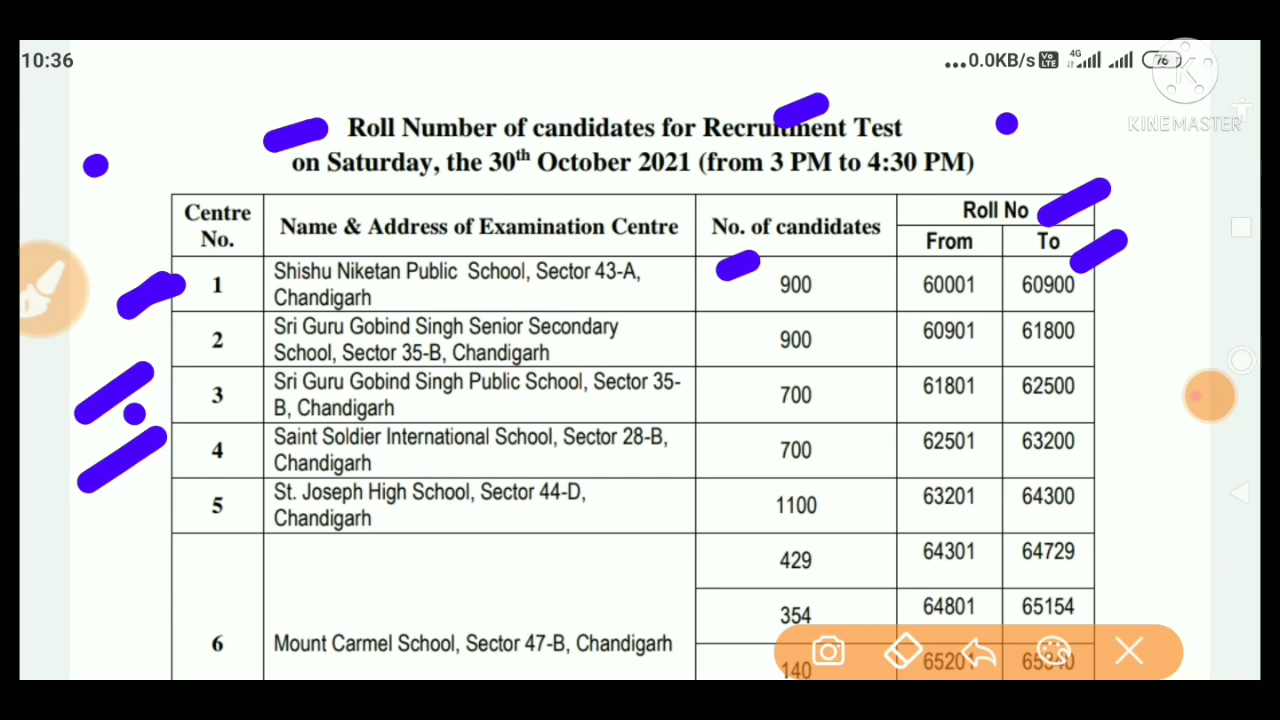 10:36
...0.0KB/s Vo LTE 4G 76
KINEMASTER
Roll Number of candidates for Recruitment Test
on Saturday, the 30th October 2021 (from 3 PM to 4:30 PM)
Centre No. Name & Address of Examination Centre No. of candidates Roll No
From To
1 Shishu Niketan Public School, Sector 43-A, 900 60001 60900
Chandigarh
2 Sri Guru Gobind Singh Senior Secondary 900 60901 61800
School, Sector 35-B, Chandigarh
3 Sri Guru Gobind Singh Public School, Sector 35- 700 61801 62500
B, Chandigarh
4 Saint Soldier International School, Sector 28-B, 700 62501 63200
Chandigarh
5 St. Joseph High School, Sector 44-D, 1100 63201 64300
Chandigarh
429 64301 64729
354 64801 65154
6 Mount Carmel School, Sector 47-B, Chandigarh
140 65201